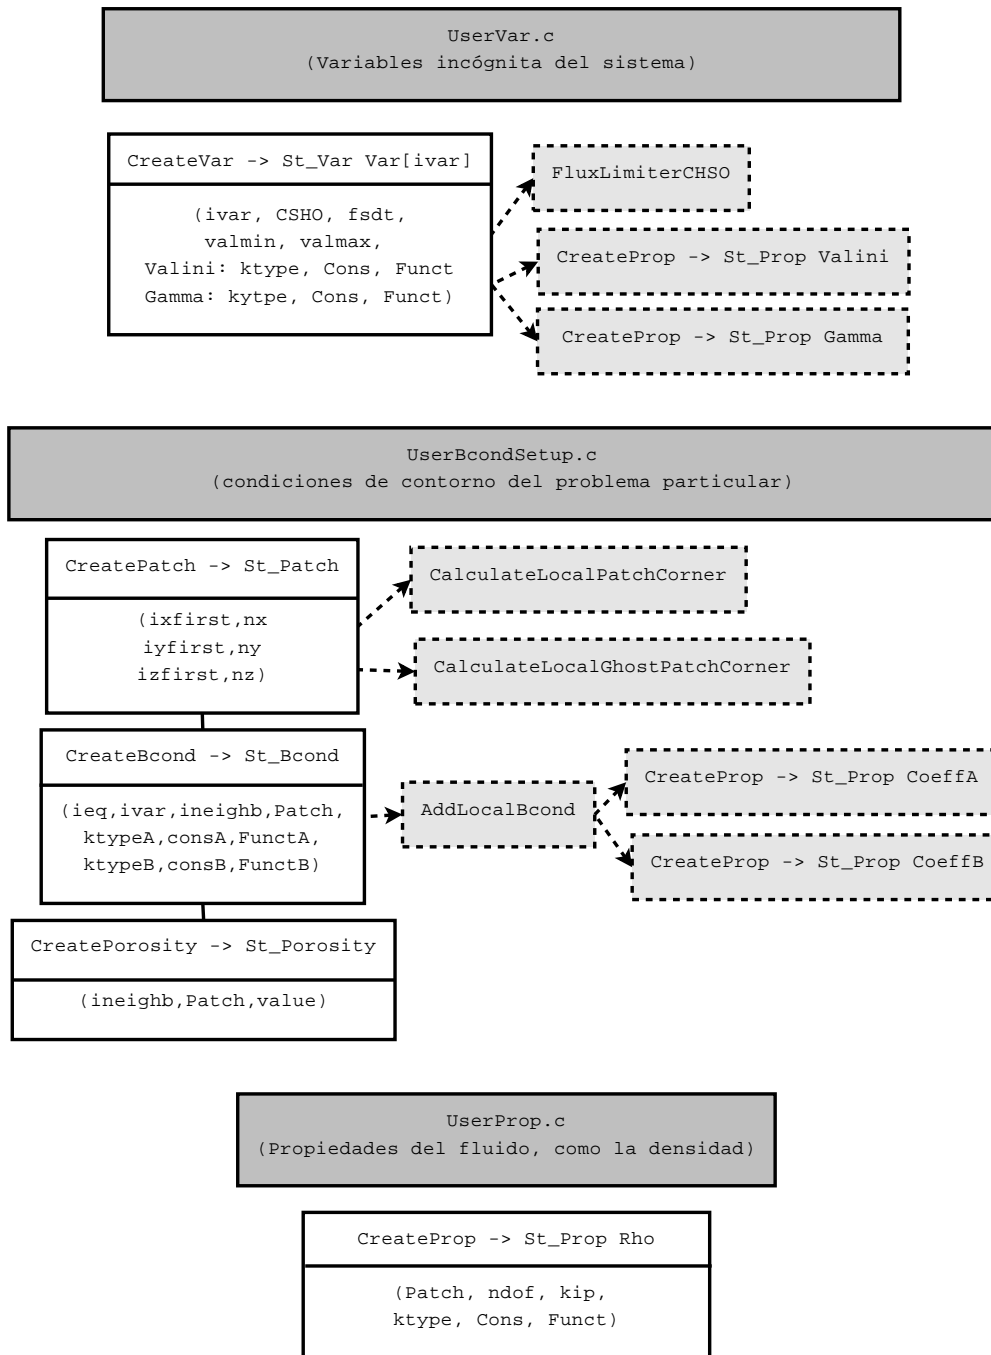 UserVar.c
(Variables incógnita del sistema)
CreateVar -> St_Var Var[ivar]
(ivar, CSHO, fsdt,
valmin, valmax,
Valini: ktype, Cons, Funct
Gamma: kytpe, Cons, Funct)
FluxLimiterCHSO
CreateProp -> St_Prop Valini
CreateProp -> St_Prop Gamma
UserBcondSetup.c
(condiciones de contorno del problema particular)
CreatePatch -> St_Patch
(ixfirst,nx
iyfirst,ny
izfirst,nz)
CalculateLocalPatchCorner
CalculateLocalGhostPatchCorner
CreateBcond -> St_Bcond
(ieq,ivar,ineighb,Patch,
ktypeA,consA,FunctA,
ktypeB,consB,FunctB)
AddLocalBcond
CreateProp -> St_Prop CoeffA
CreateProp -> St_Prop CoeffB
CreatePorosity -> St_Porosity
(ineighb,Patch,value)
UserProp.c
(Propiedades del fluido, como la densidad)
CreateProp -> St_Prop Rho
(Patch, ndof, kip,
ktype, Cons, Funct)